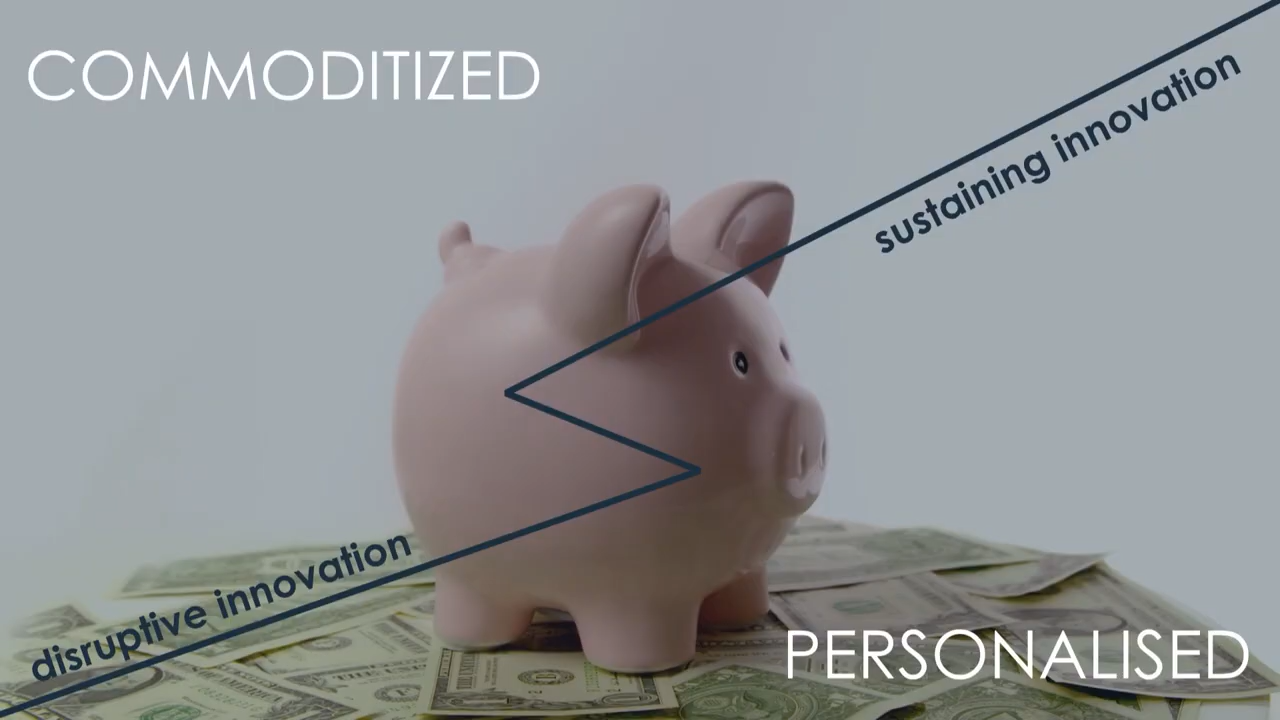 COMMODITIZED
sustaining innovation
disruptive innovation
PERSONALISED